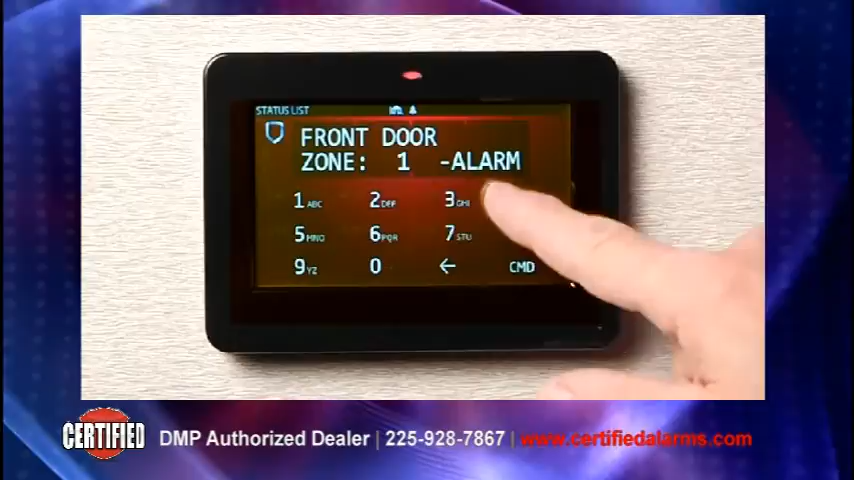 STATUS LIST
FRONT DOOR
ZONE: 1 -ALARM
1 ABC 2 DEF 3 GHI
5 MNO 6 PQR 7 STU
9 YZ 0 ← CMD
CERTIFIED
DMP Authorized Dealer | 225-928-7867 | www.certifiedalarms.com